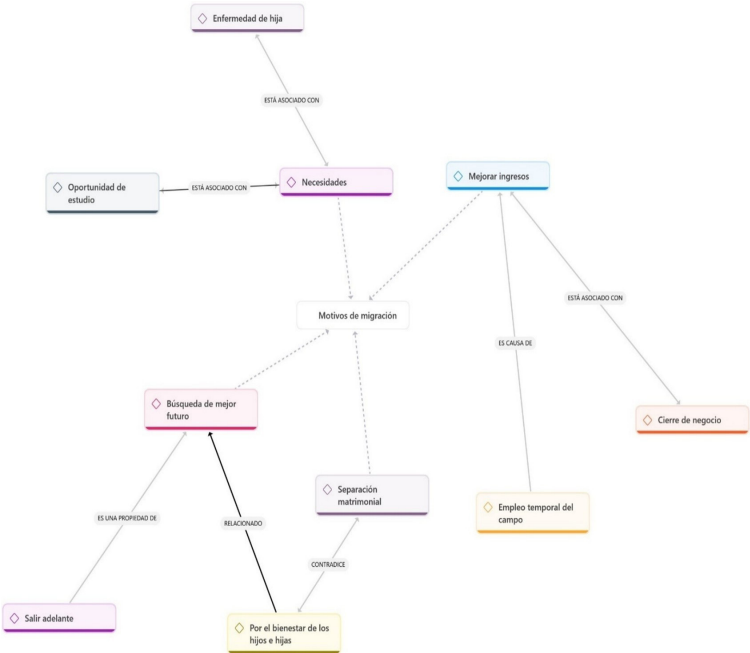 Enfermedad de hija
ESTÁ ASOCIADO CON
Oportunidad de
estudio
ESTÁ ASOCIADO CON
Necesidades
Mejorar ingresos
ESTÁ ASOCIADO CON
Motivos de migración
ES CAUSA DE
Búsqueda de mejor
futuro
Cierre de negocio
Separación
matrimonial
Empleo temporal del
campo
ES UNA PROPIEDAD DE
RELACIONADO
CONTRADICE
Salir adelante
Por el bienestar de los
hijos e hijas